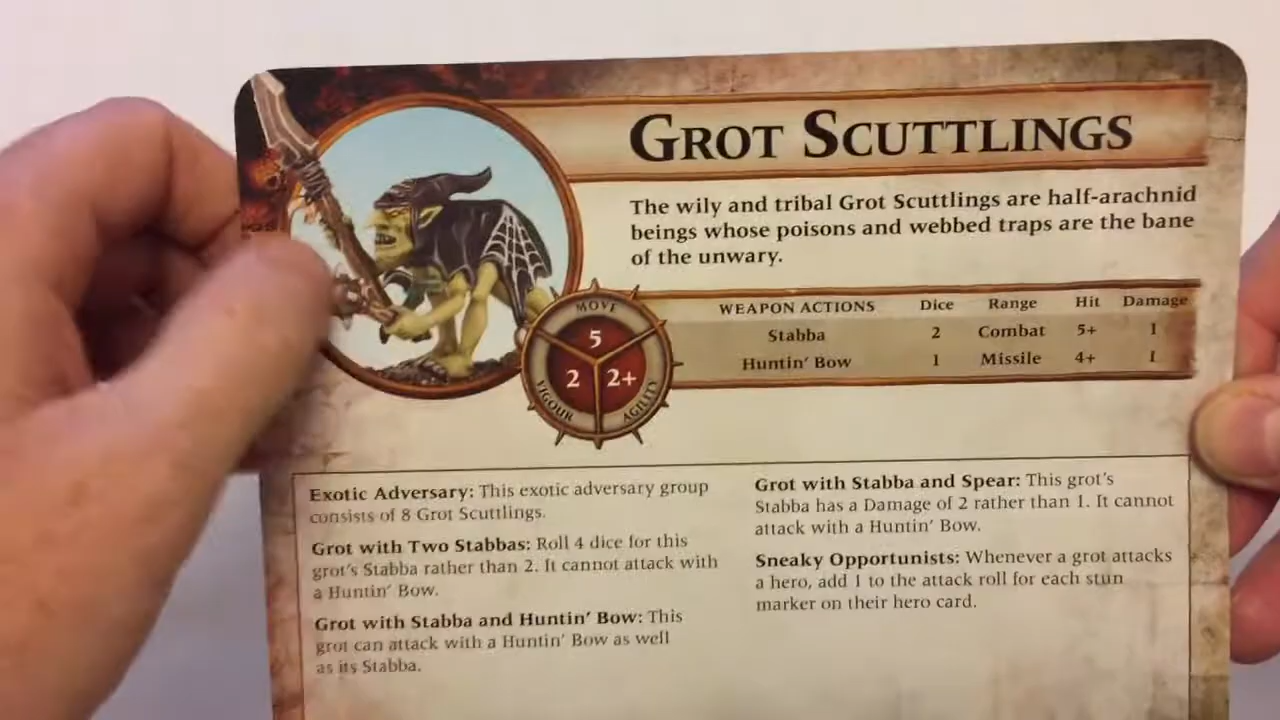 GROT SCUTTLINGS
The wily and tribal Grot Scuttlings are half-arachnid
beings whose poisons and webbed traps are the bane
of the unwary.
MOVE
5
2
2+
VIGOUR
AGILITY
WEAPON ACTIONS Dice Range Hit Damage
Stabba 2 Combat 5+ 1
Huntin' Bow 1 Missile 4+ 1
Exotic Adversary: This exotic adversary group
consists of 8 Grot Scuttlings.
Grot with Two Stabbas: Roll 4 dice for this
grot's Stabba rather than 2. It cannot attack with
a Huntin' Bow.
Grot with Stabba and Huntin' Bow: This
grot can attack with a Huntin' Bow as well
as its Stabba.
Grot with Stabba and Spear: This grot's
Stabba has a Damage of 2 rather than 1. It cannot
attack with a Huntin' Bow.
Sneaky Opportunists: Whenever a grot attacks
a hero, add 1 to the attack roll for each stun
marker on their hero card.